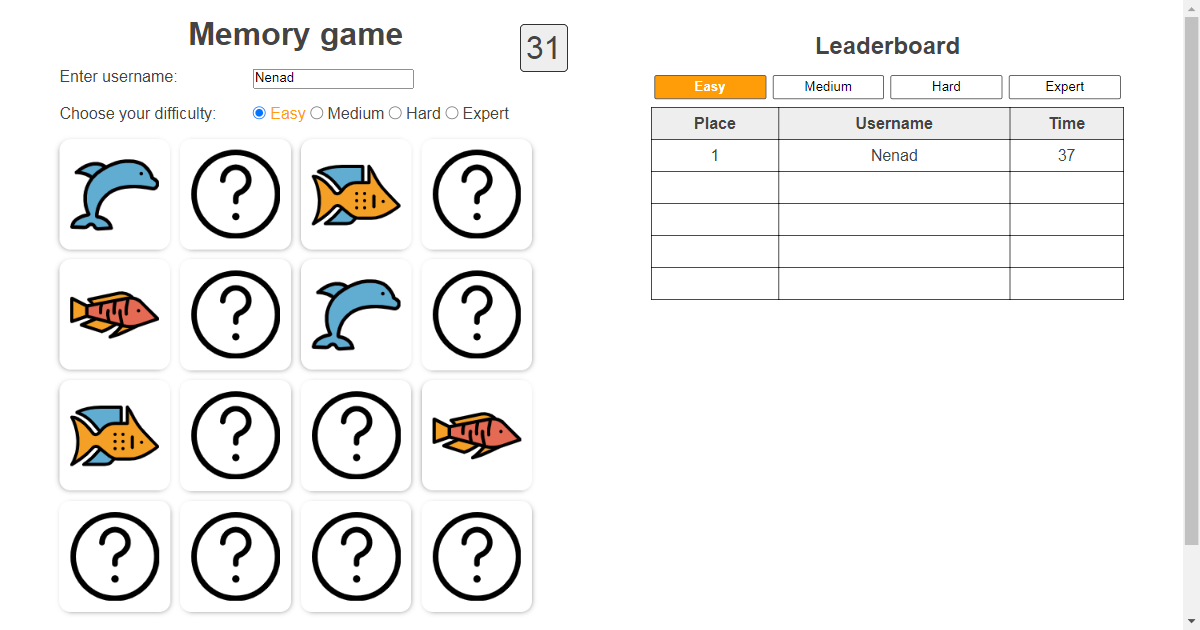 Memory game
31
Enter username:
Nenad
Choose your difficulty:
Easy Medium Hard Expert
? ?
? ?
? ?
? ? ? ?
Leaderboard
Easy Medium Hard Expert
Place Username Time
1 Nenad 37